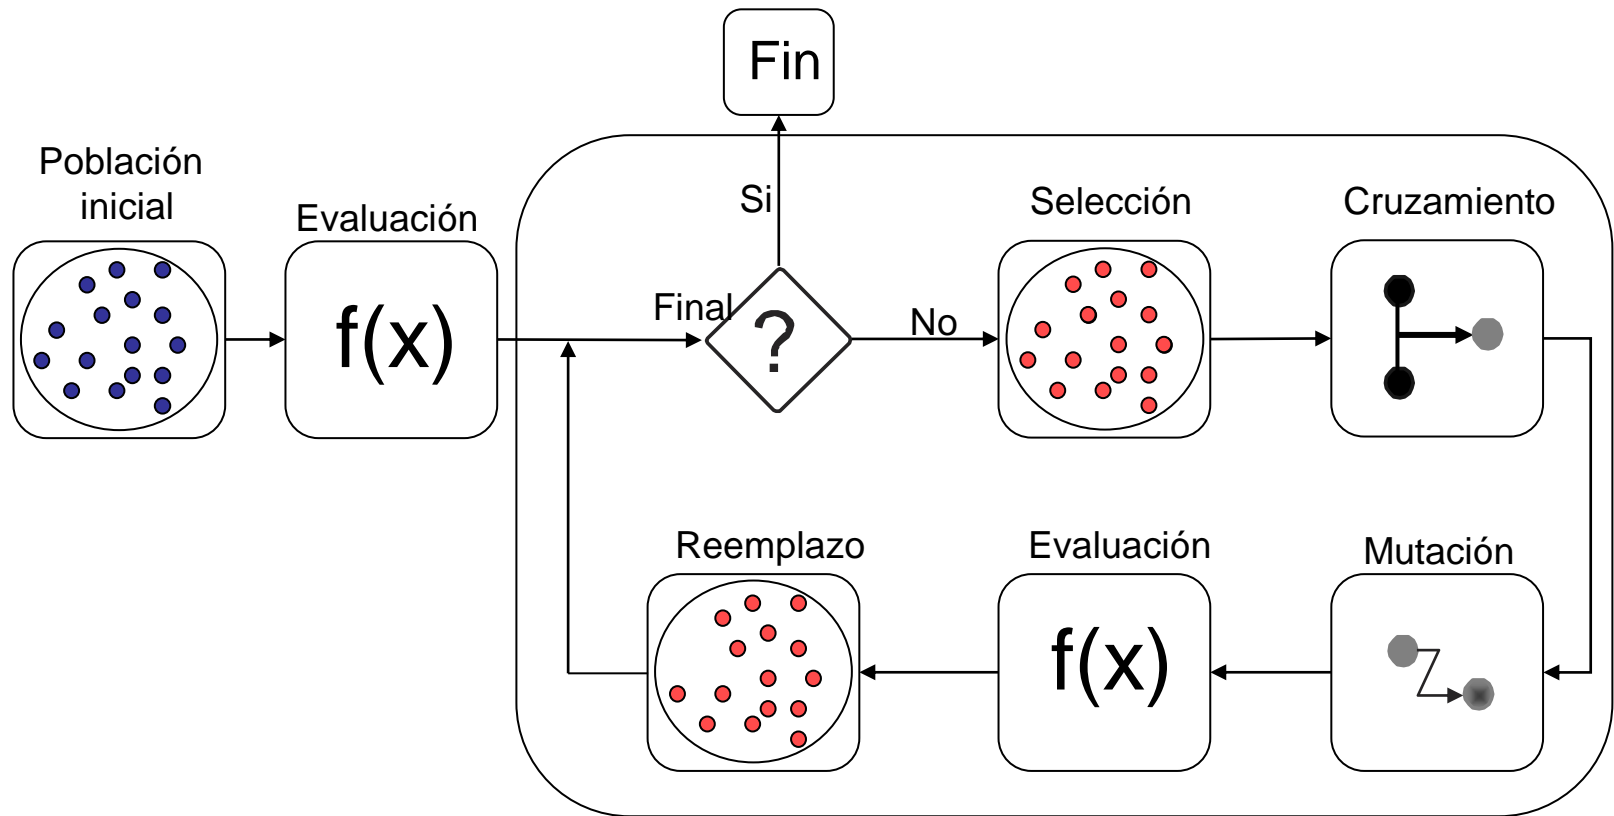 Fin
Población
inicial
Evaluación
f(x)
Si
Final
?
No
Selección
Cruzamiento
Reemplazo
Evaluación
f(x)
Mutación